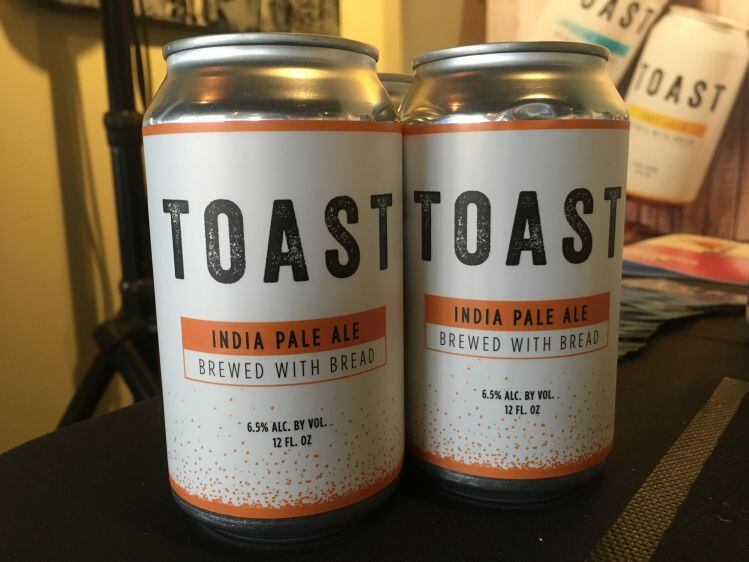 TOAST
INDIA PALE ALE
BREWED WITH BREAD
6.5% ALC. BY VOL.
12 FL. OZ
TOAST
INDIA PALE ALE
BREWED WITH BREAD
6.5% ALC. BY VOL.
12 FL. OZ
OAST
TOAST